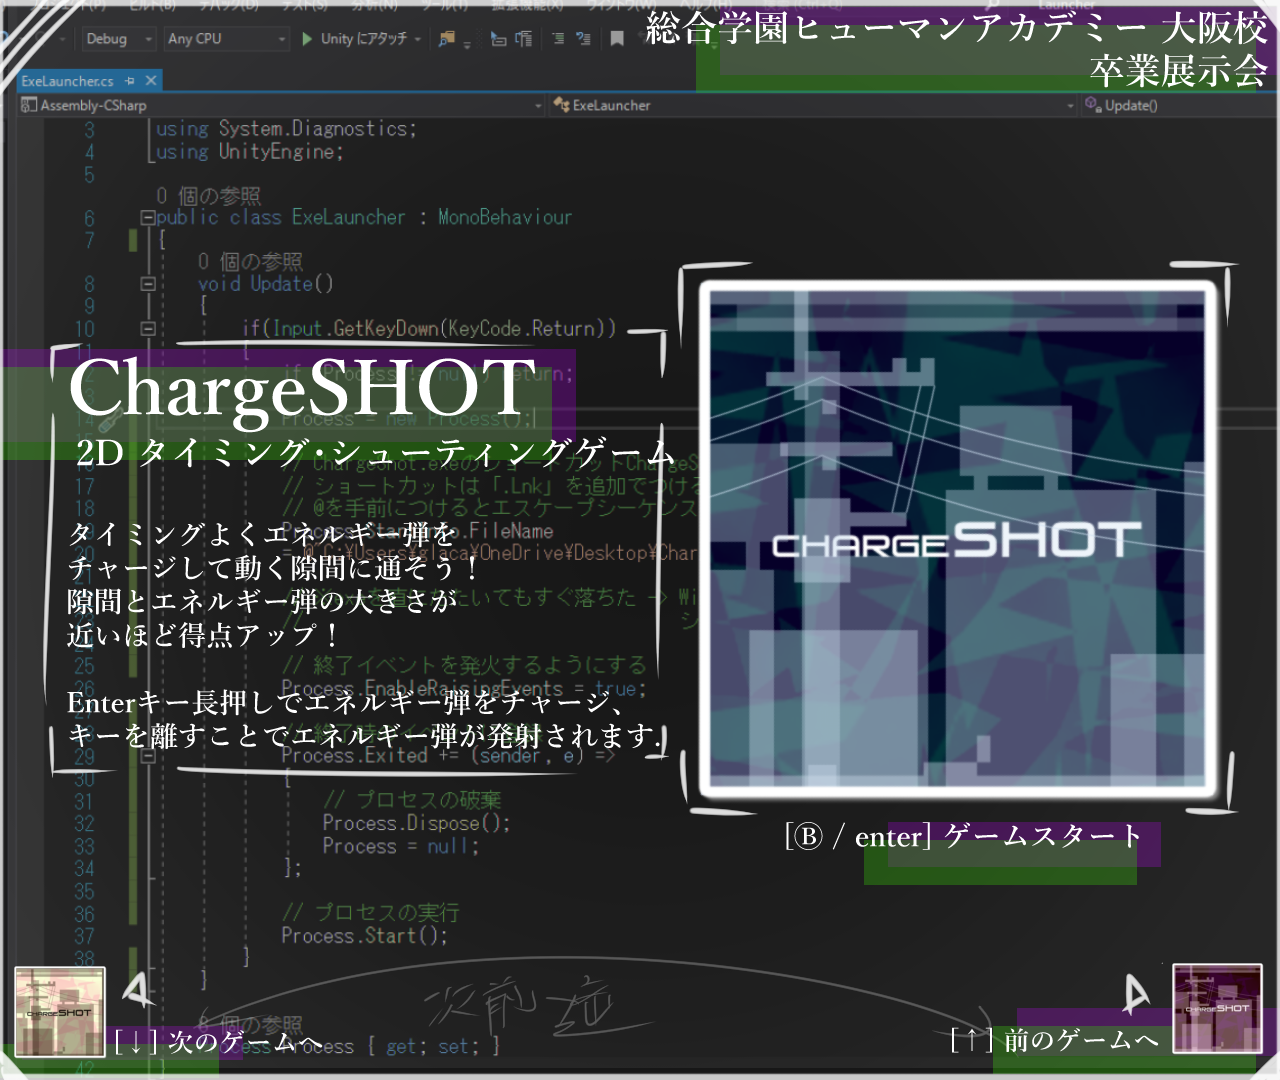 総合学園ヒューマンアカデミー 大阪校
卒業展示会
Debug
Any CPU
Unity にアタッチ
ExeLauncher.cs
Assembly-CSharp
ExeLauncher
Update()
3 using System.Diagnostics;
4 using UnityEngine;
5
0 個の参照
6 public class ExeLauncher : MonoBehaviour
7 {
0 個の参照
8 void Update()
9 {
10 if(Input.GetKeyDown(KeyCode.Return))
ChargeSHOT
Process = new Process();
2D タイミング・シューティングゲーム
17 // ショートカットは「.Lnk」を追加でつける
18 // @を手前につけるとエスケープシーケンス
タイミングよくエネルギー弾を
チャージして動く隙間に通そう！
隙間とエネルギー弾の大きさが
近いほど得点アップ！
25 // 終了イベントを発火するようにする
Process.EnableRaisingEvents = true;
Enterキー長押しでエネルギー弾をチャージ、
キーを離すことでエネルギー弾が発射されます.
29 Process.Exited += (sender, e) =>
30 {
31 // プロセスの破棄
32 Process.Dispose();
33 Process = null;
34 };
35
36 // プロセスの実行
37 Process.Start();
38 }
}
CHARGESHOT
[Ⓑ / enter] ゲームスタート
個の参照
Process { get; set; }
CHARGESHOT
[↓] 次のゲームへ
[↑] 前のゲームへ
CHARGESHOT
42 }